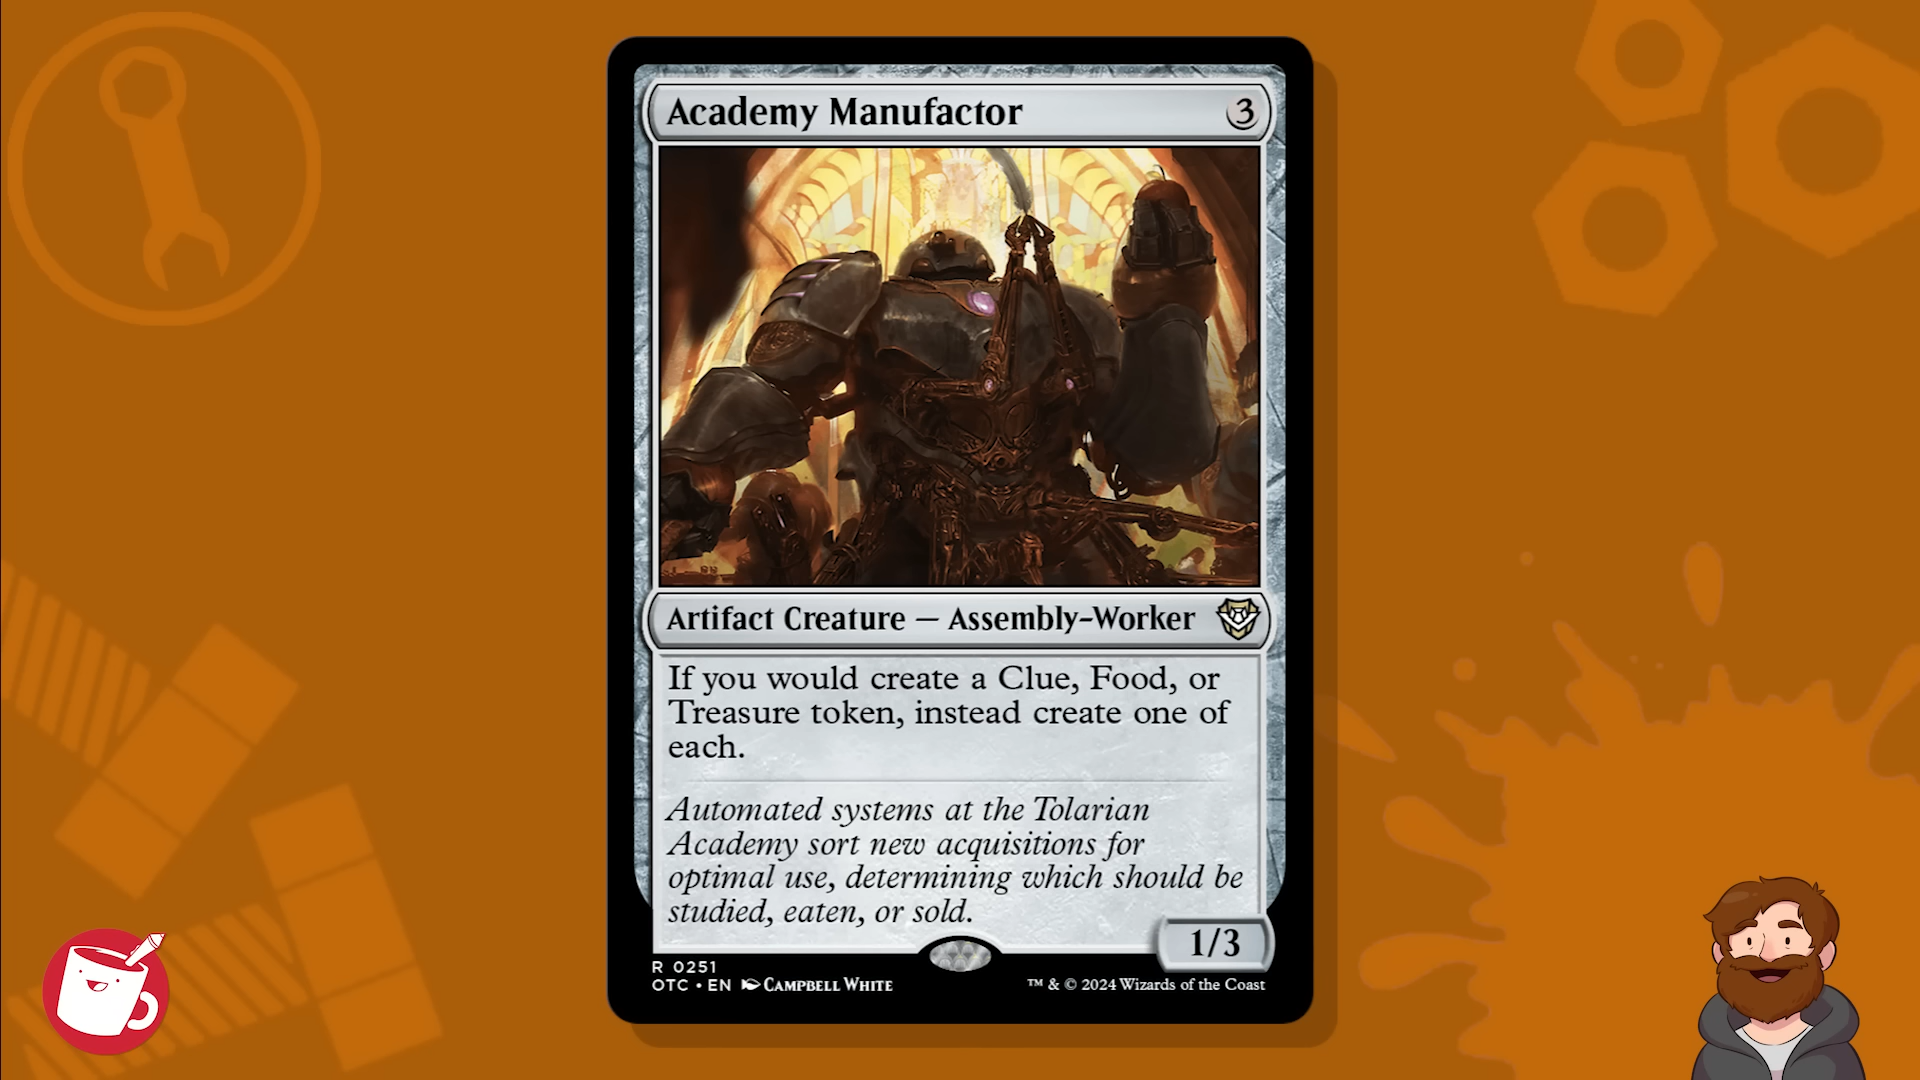 Academy Manufactor
3
Artifact Creature — Assembly-Worker
If you would create a Clue, Food, or
Treasure token, instead create one of
each.
Automated systems at the Tolarian
Academy sort new acquisitions for
optimal use, determining which should be
studied, eaten, or sold.
1/3
R 0251
OTC • EN Campbell White
™ & © 2024 Wizards of the Coast